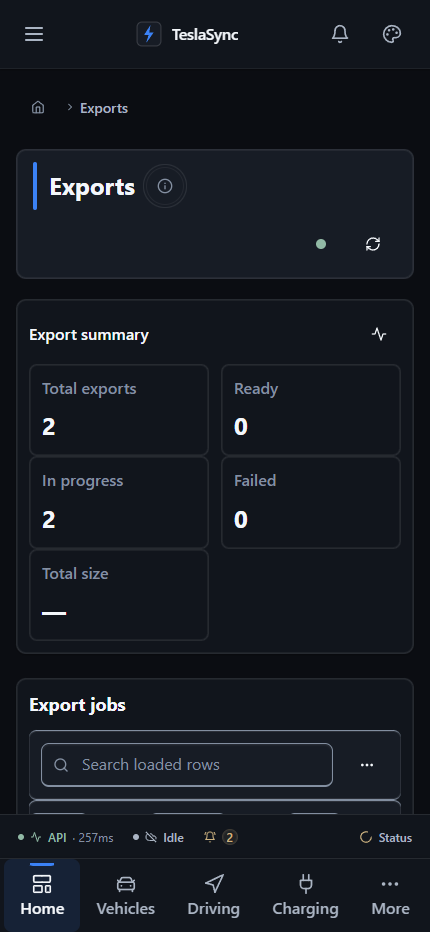 TeslaSync
Exports
Exports
Export summary
Total exports
2
Ready
0
In progress
2
Failed
0
Total size
—
Export jobs
Search loaded rows
API · 257ms
Idle
2
Status
Home
Vehicles
Driving
Charging
More